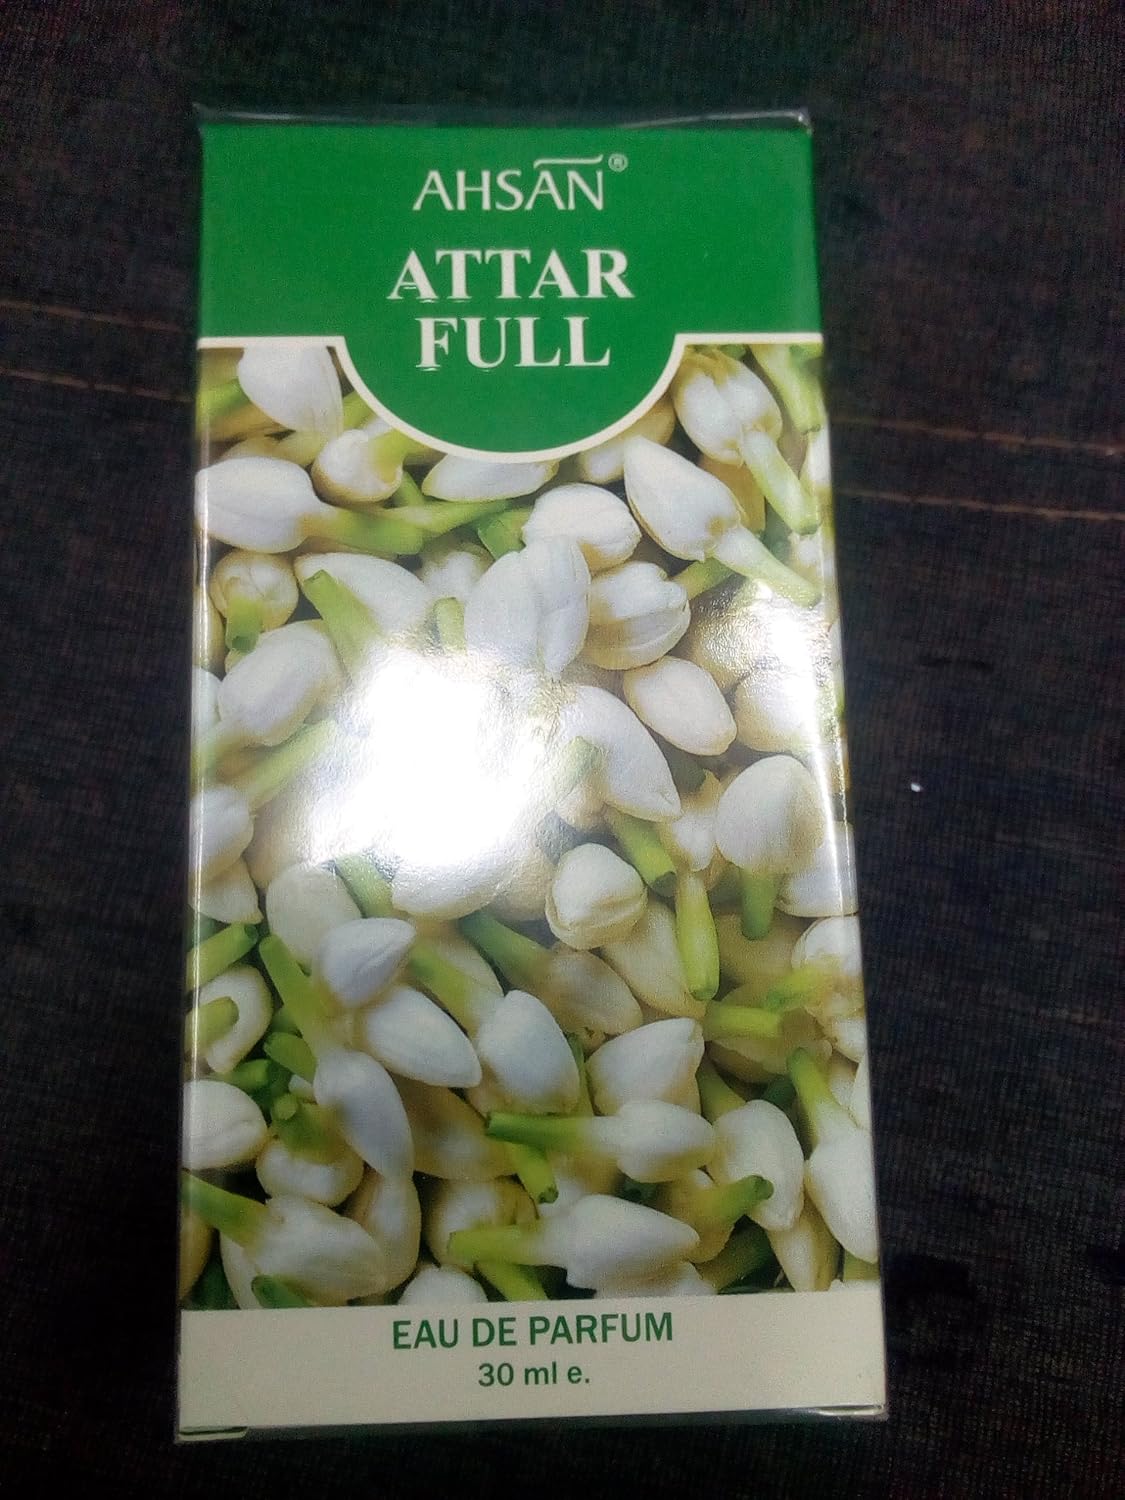 AHSAN®
ATTAR
FULL
EAU DE PARFUM
30 ml e.